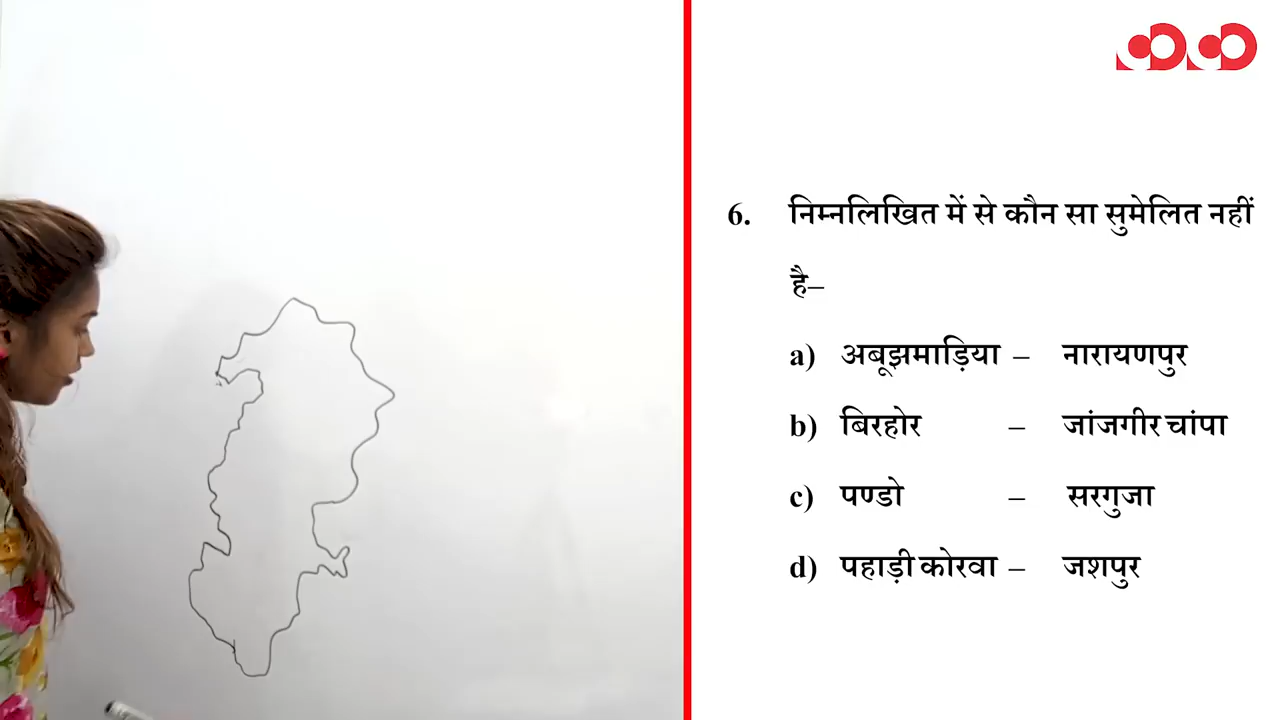 6. निम्नलिखित में से कौन सा सुमेलित नहीं
है–
a) अबूझमाड़िया – नारायणपुर
b) बिरहोर – जांजगीर चांपा
c) पण्डो – सरगुजा
d) पहाड़ी कोरवा – जशपुर